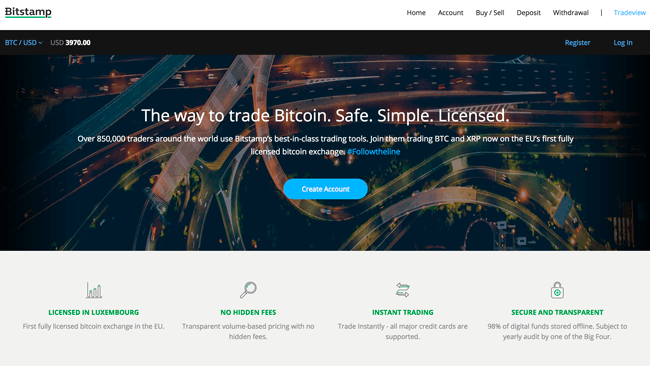 Bitstamp
Home Account Buy / Sell Deposit Withdrawal | Tradeview
BTC / USD USD 3970.00 Register Log In
The way to trade Bitcoin. Safe. Simple. Licensed.
Over 850,000 traders around the world use Bitstamp's best-in-class trading tools. Join them trading BTC and XRP now on the EU's first fully
licensed bitcoin exchange. #Followtheline
Create Account
LICENSED IN LUXEMBOURG
First fully licensed bitcoin exchange in the EU.
NO HIDDEN FEES
Transparent volume-based pricing with no
hidden fees.
INSTANT TRADING
Trade Instantly - all major credit cards are
supported.
SECURE AND TRANSPARENT
98% of digital funds stored offline. Subject to
yearly audit by one of the Big Four.